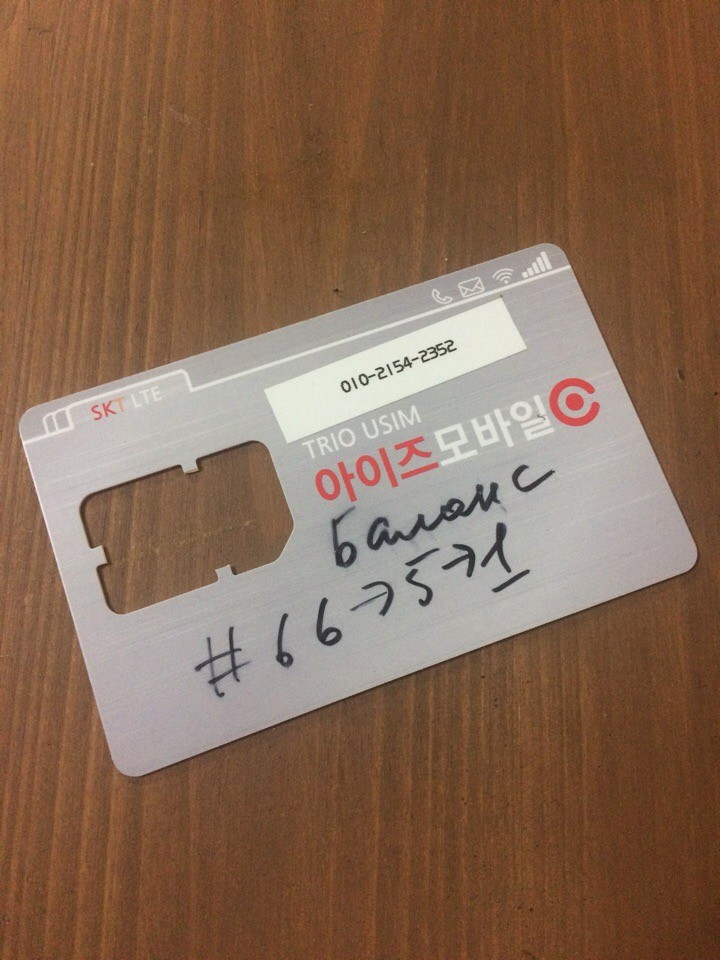 010-2154-2352
SKT LTE
TRIO USIM
아이즈모바일
Баланс
#66→5→1